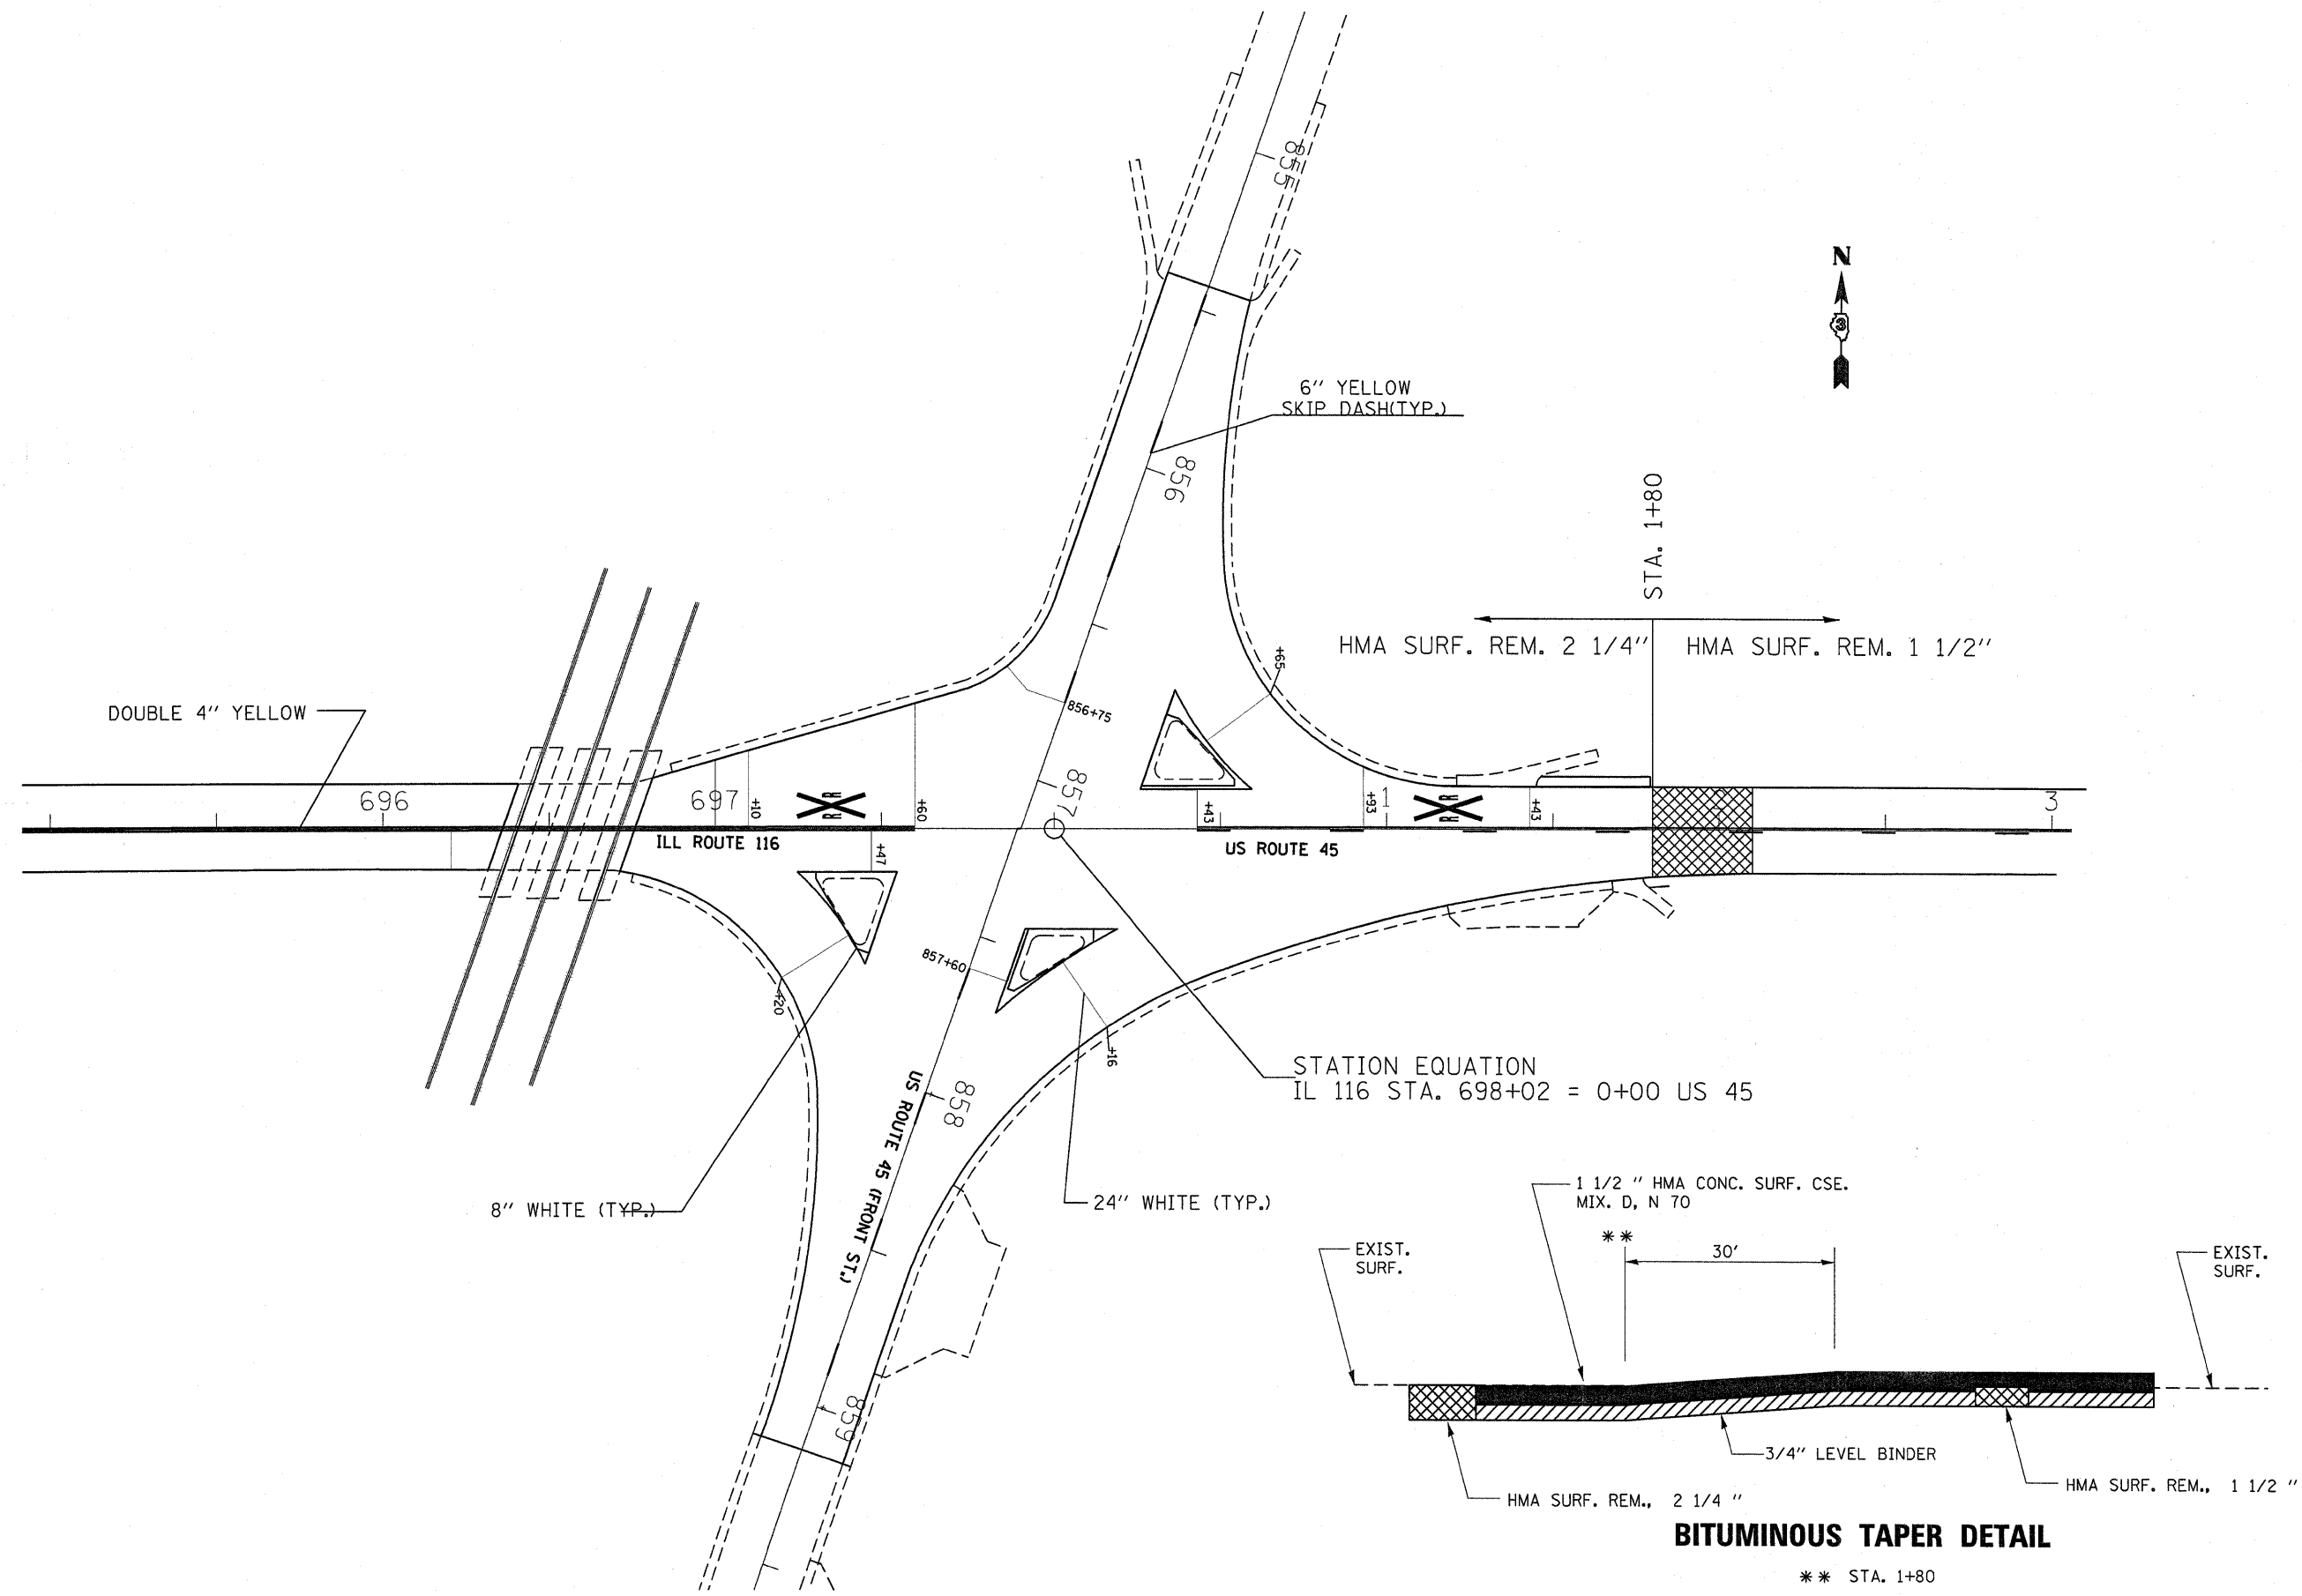 855
N
3
6" YELLOW
SKIP DASH(TYP.)
856
STA. 1+80
HMA SURF. REM. 2 1/4" HMA SURF. REM. 1 1/2"
+65
DOUBLE 4" YELLOW
856+75
857
696
697
+10
R R
+60
+43
+93
1
R R
+43
3
ILL ROUTE 116
+47
US ROUTE 45
857+60
+20
+16
STATION EQUATION
IL 116 STA. 698+02 = 0+00 US 45
858
US ROUTE 45 (FRONT ST.)
8" WHITE (TYP.)
24" WHITE (TYP.)
1 1/2 " HMA CONC. SURF. CSE.
MIX. D, N 70
**
30'
EXIST.
SURF.
EXIST.
SURF.
859
3/4" LEVEL BINDER
HMA SURF. REM., 2 1/4 "
HMA SURF. REM., 1 1/2 "
BITUMINOUS TAPER DETAIL
** STA. 1+80